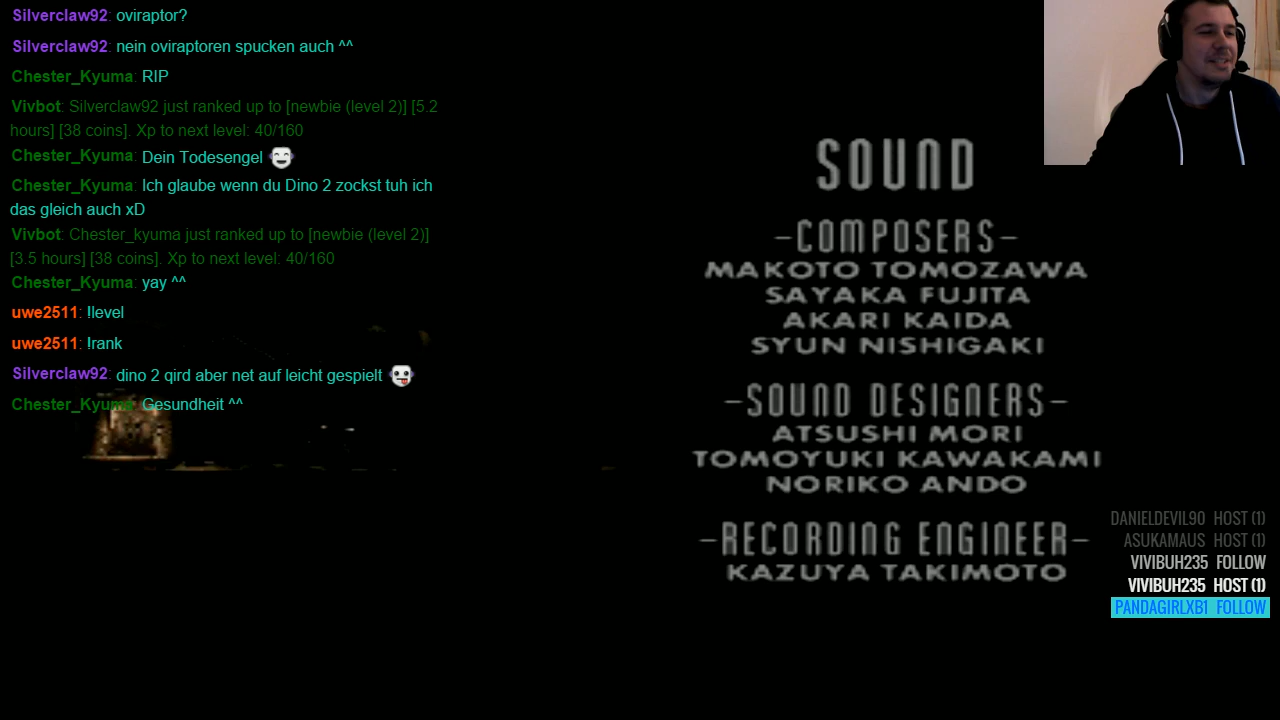 Silverclaw92: oviraptor?
Silverclaw92: nein oviraptoren spucken auch ^^
Chester_Kyuma: RIP
Vivbot: Silverclaw92 just ranked up to [newbie (level 2)] [5.2
hours] [38 coins]. Xp to next level: 40/160
Chester_Kyuma: Dein Todesengel
Chester_Kyuma: Ich glaube wenn du Dino 2 zockst tuh ich
das gleich auch xD
Vivbot: Chester_kyuma just ranked up to [newbie (level 2)]
[3.5 hours] [38 coins]. Xp to next level: 40/160
Chester_Kyuma: yay ^^
uwe2511: !level
uwe2511: !rank
Silverclaw92: dino 2 qird aber net auf leicht gespielt
Chester_Kyuma: Gesundheit ^^
SOUND
-COMPOSERS-
MAKOTO TOMOZAWA
SAYAKA FUJITA
AKARI KAIDA
SYUN NISHIGAKI
-SOUND DESIGNERS-
ATSUSHI MORI
TOMOYUKI KAWAKAMI
NORIKO ANDO
-RECORDING ENGINEER-
KAZUYA TAKIMOTO
DANIELDEVIL90 HOST (1)
ASUKAMAUS HOST (1)
VIVIBUH235 FOLLOW
VIVIBUH235 HOST (1)
PANDAGIRLXB1 FOLLOW